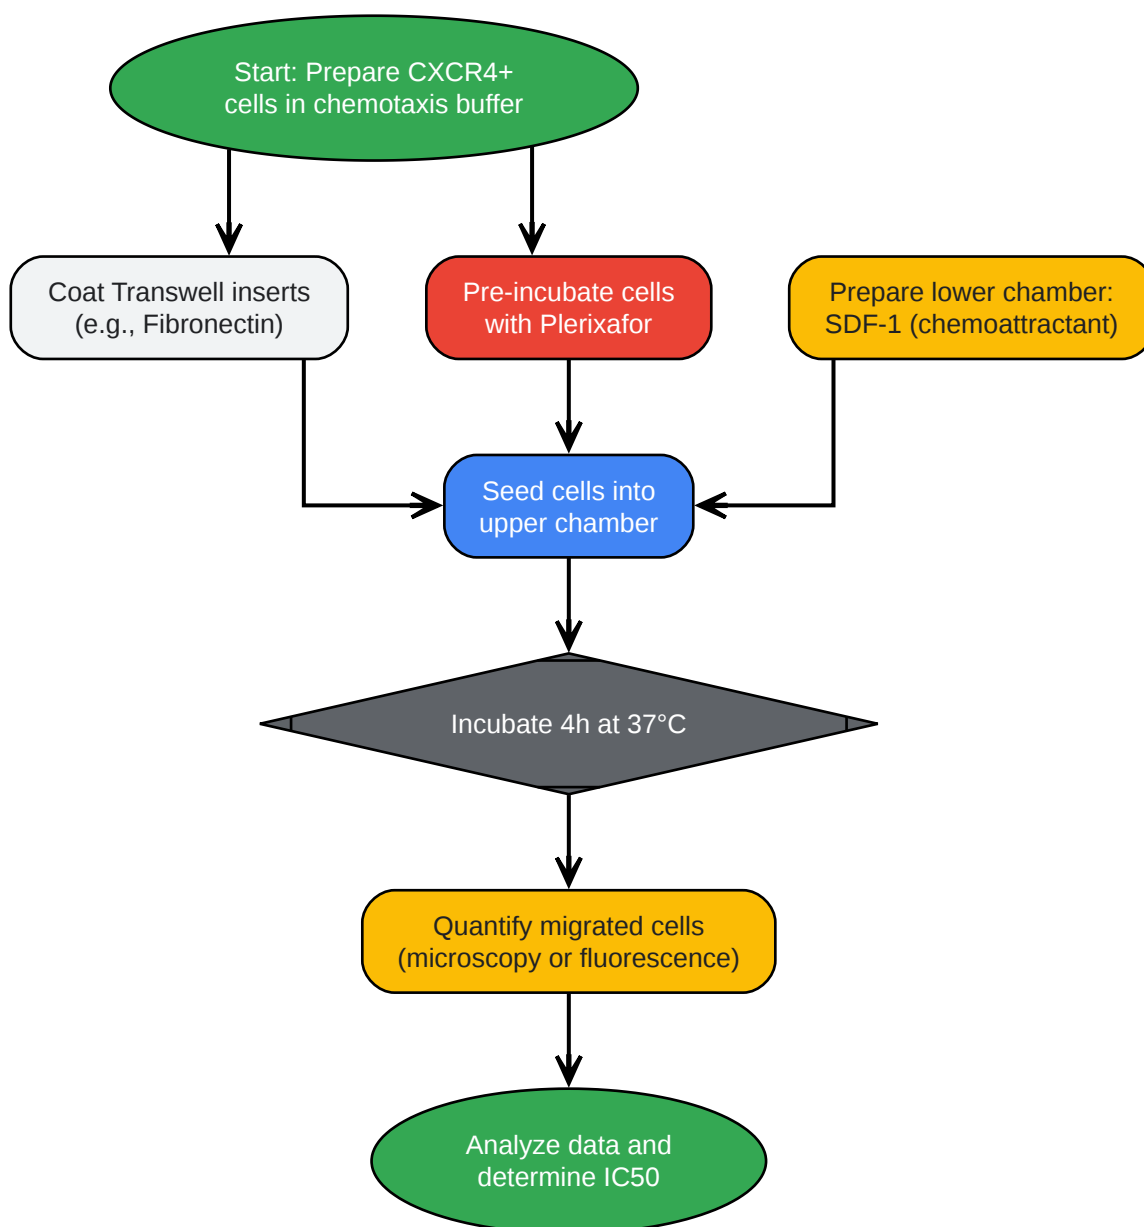 Start: Prepare CXCR4+
cells in chemotaxis buffer
Coat Transwell inserts
(e.g., Fibronectin)
Pre-incubate cells
with Plerixafor
Prepare lower chamber:
SDF-1 (chemoattractant)
Seed cells into
upper chamber
Incubate 4h at 37°C
Quantify migrated cells
(microscopy or fluorescence)
Analyze data and
determine IC50